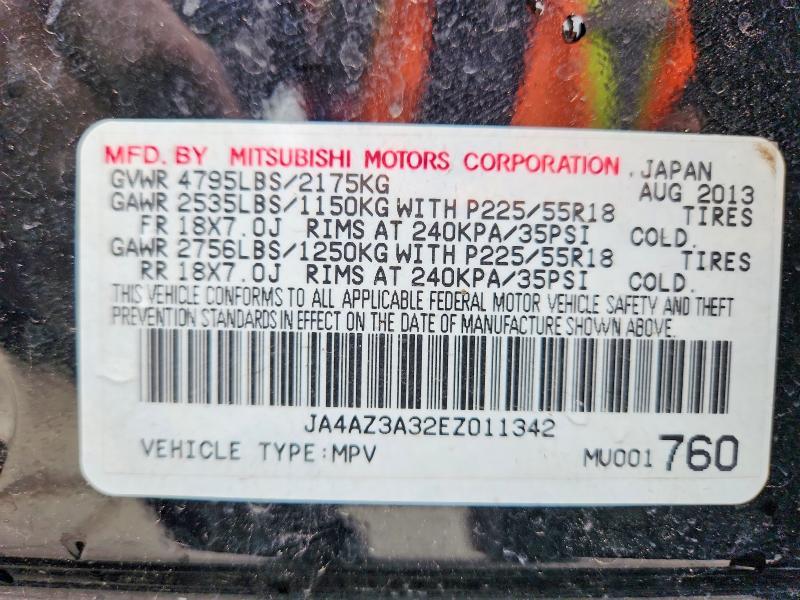 MFD. BY MITSUBISHI MOTORS CORPORATION . JAPAN
GVWR 4795LBS/2175KG AUG 2013
GAWR 2535LBS/1150KG WITH P225/55R18 TIRES
FR 18X7.0J RIMS AT 240KPA/35PSI COLD.
GAWR 2756LBS/1250KG WITH P225/55R18 TIRES
RR 18X7.0J RIMS AT 240KPA/35PSI COLD.
THIS VEHICLE CONFORMS TO ALL APPLICABLE FEDERAL MOTOR VEHICLE SAFETY AND THEFT
PREVENTION STANDARDS IN EFFECT ON THE DATE OF MANUFACTURE SHOWN ABOVE.
JA4AZ3A32EZ011342
VEHICLE TYPE:MPV MU001 760